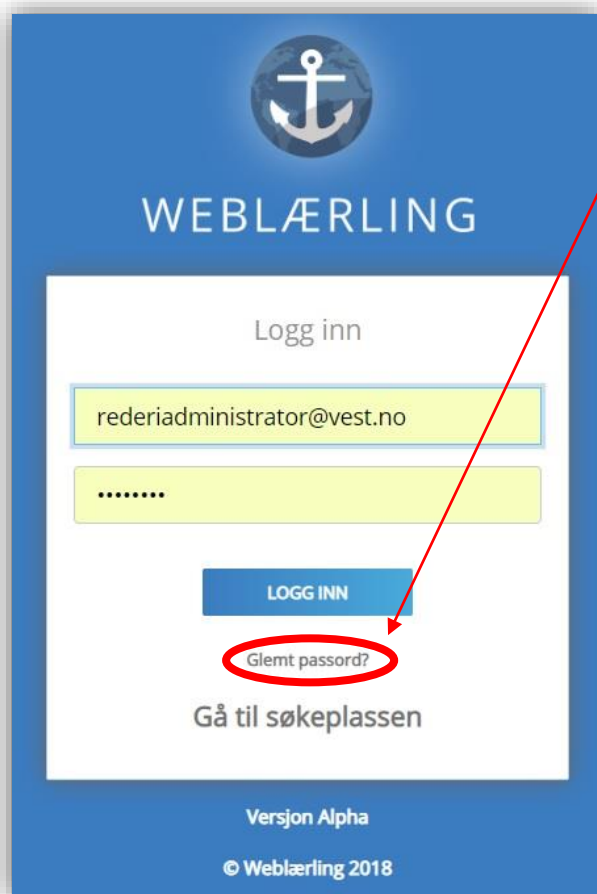 WEBLÆRLING
Logg inn
rederiadministrator@vest.no
••••••••
LOGG INN
Glemt passord?
Gå til søkeplassen
Versjon Alpha
© Weblærling 2018